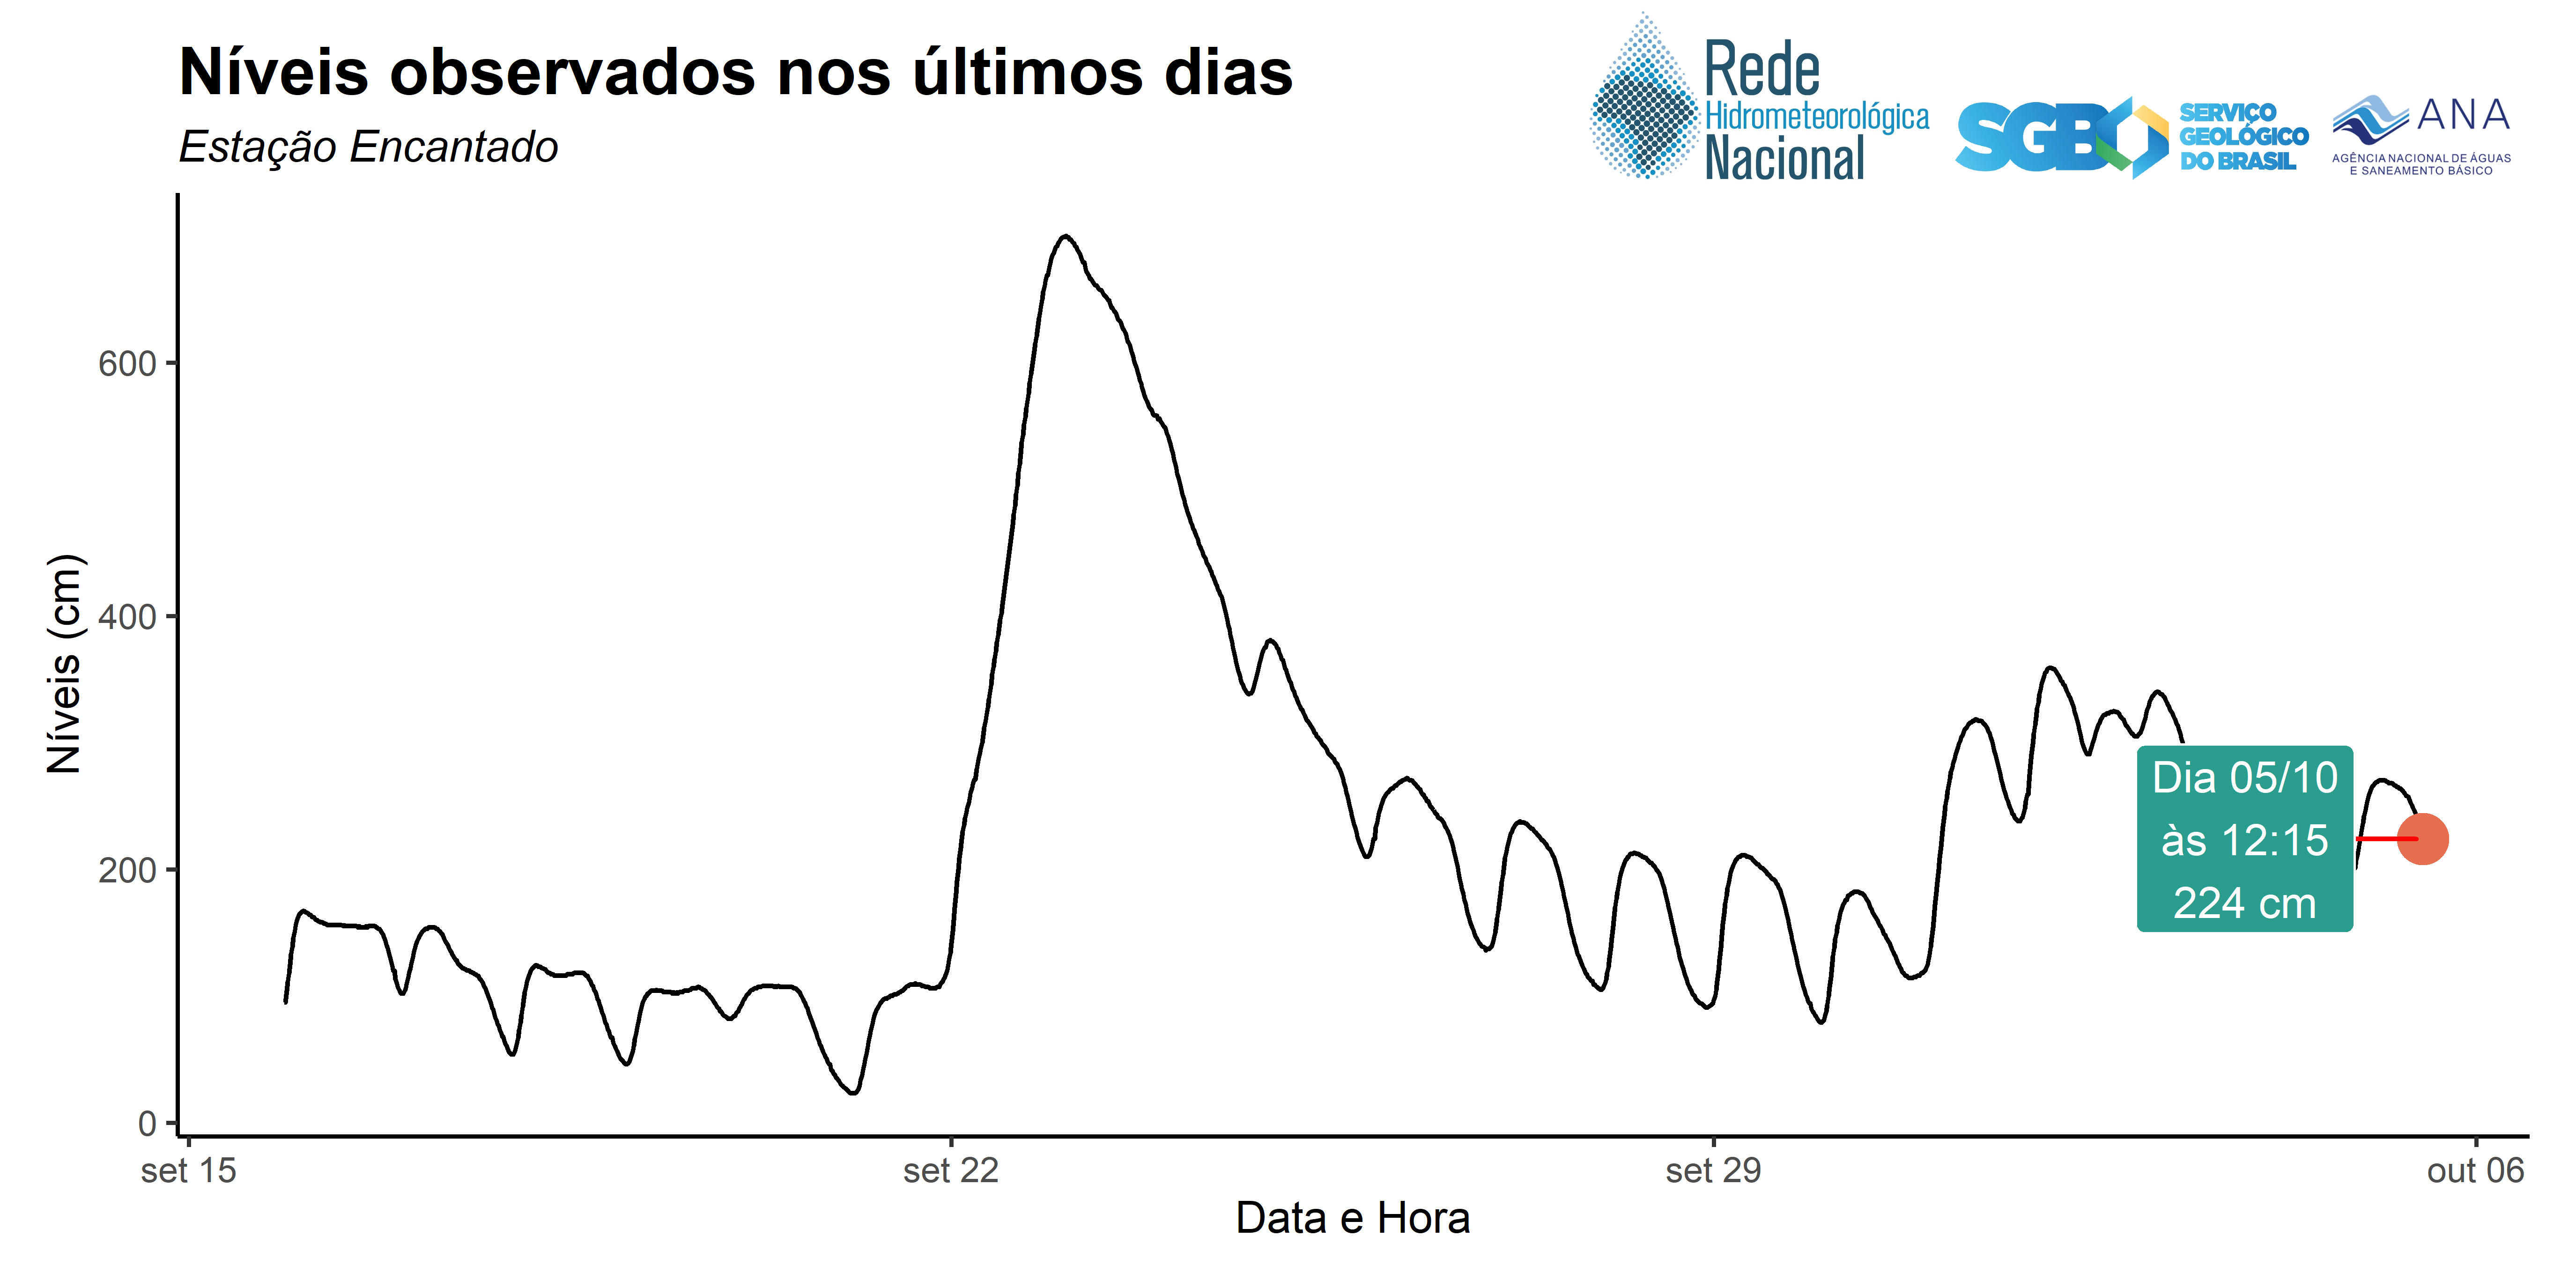 Níveis observados nos últimos dias
Estação Encantado
Rede
Hidrometeorológica
Nacional
SGB
SERVIÇO
GEOLÓGICO
DO BRASIL
ANA
AGÊNCIA NACIONAL DE ÁGUAS
E SANEAMENTO BÁSICO
Níveis (cm)
600
400
200
0
Dia 05/10
às 12:15
224 cm
set 15
set 22
set 29
out 06
Data e Hora